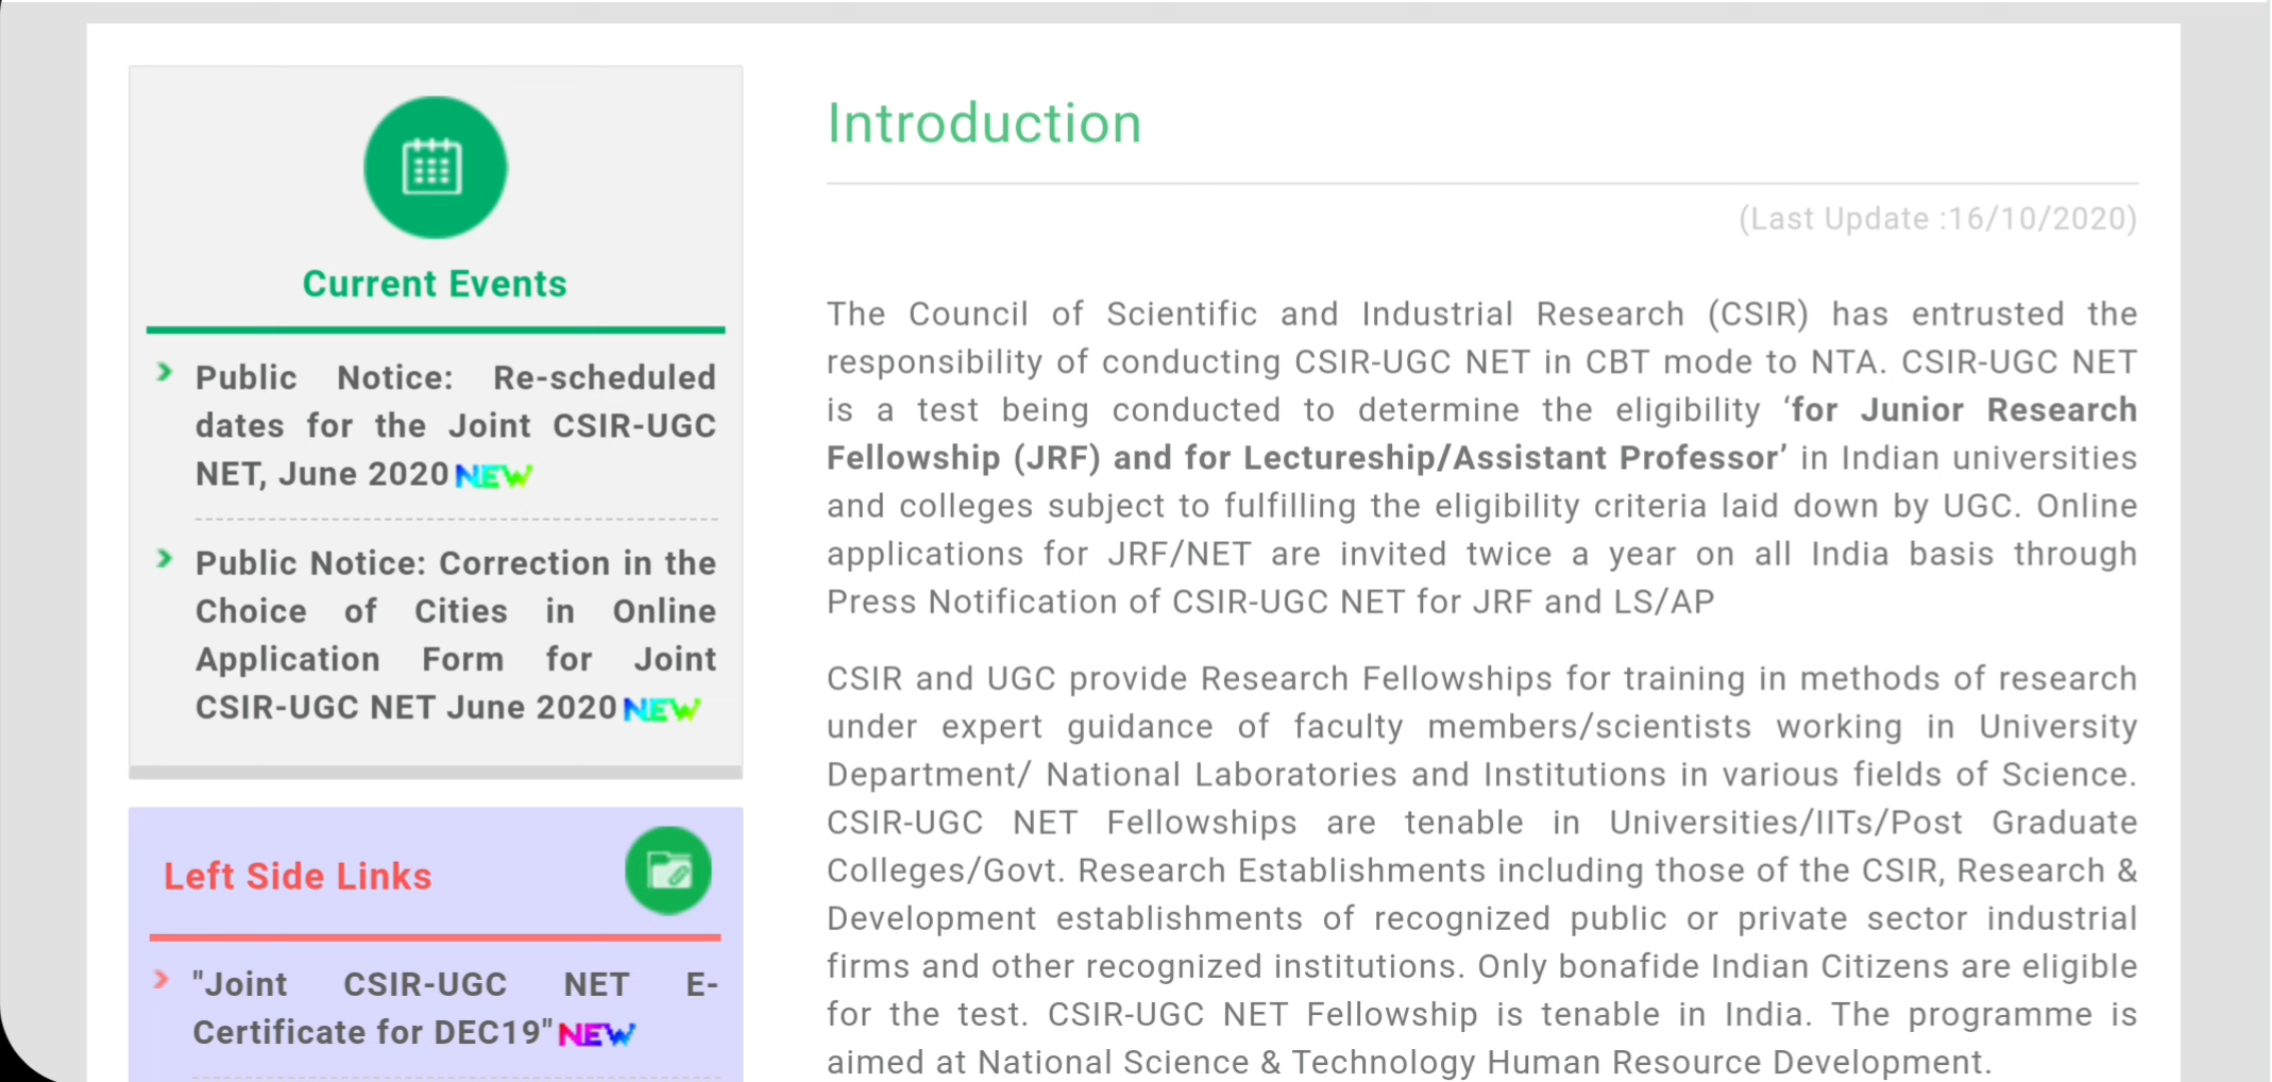 Current Events
Public Notice: Re-scheduled
dates for the Joint CSIR-UGC
NET, June 2020 NEW
Public Notice: Correction in the
Choice of Cities in Online
Application Form for Joint
CSIR-UGC NET June 2020 NEW
Left Side Links
"Joint CSIR-UGC NET E-
Certificate for DEC19" NEW
Introduction
(Last Update :16/10/2020)
The Council of Scientific and Industrial Research (CSIR) has entrusted the
responsibility of conducting CSIR-UGC NET in CBT mode to NTA. CSIR-UGC NET
is a test being conducted to determine the eligibility ‘for Junior Research
Fellowship (JRF) and for Lectureship/Assistant Professor’ in Indian universities
and colleges subject to fulfilling the eligibility criteria laid down by UGC. Online
applications for JRF/NET are invited twice a year on all India basis through
Press Notification of CSIR-UGC NET for JRF and LS/AP
CSIR and UGC provide Research Fellowships for training in methods of research
under expert guidance of faculty members/scientists working in University
Department/ National Laboratories and Institutions in various fields of Science.
CSIR-UGC NET Fellowships are tenable in Universities/IITs/Post Graduate
Colleges/Govt. Research Establishments including those of the CSIR, Research &
Development establishments of recognized public or private sector industrial
firms and other recognized institutions. Only bonafide Indian Citizens are eligible
for the test. CSIR-UGC NET Fellowship is tenable in India. The programme is
aimed at National Science & Technology Human Resource Development.